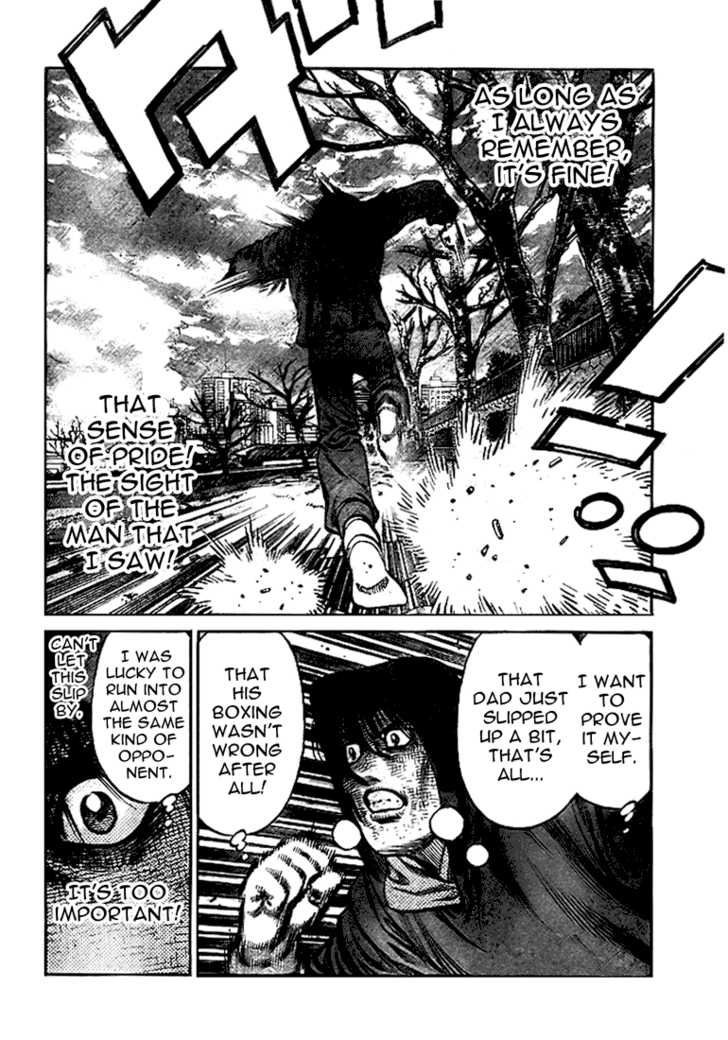 AS LONG AS
I ALWAYS
REMEMBER,
IT'S FINE!
THAT
SENSE
OF PRIDE!
THE SIGHT
OF THE
MAN THAT
I SAW!
I WANT
TO
PROVE
IT MY-
SELF.
THAT
DAD JUST
SLIPPED
UP A BIT,
THAT'S
ALL...
THAT
HIS
BOXING
WASN'T
WRONG
AFTER
ALL!
I WAS
LUCKY TO
RUN INTO
ALMOST
THE SAME
KIND OF
OPPO-
NENT.
CAN'T
LET
THIS
SLIP
BY.
IT'S TOO
IMPORTANT!